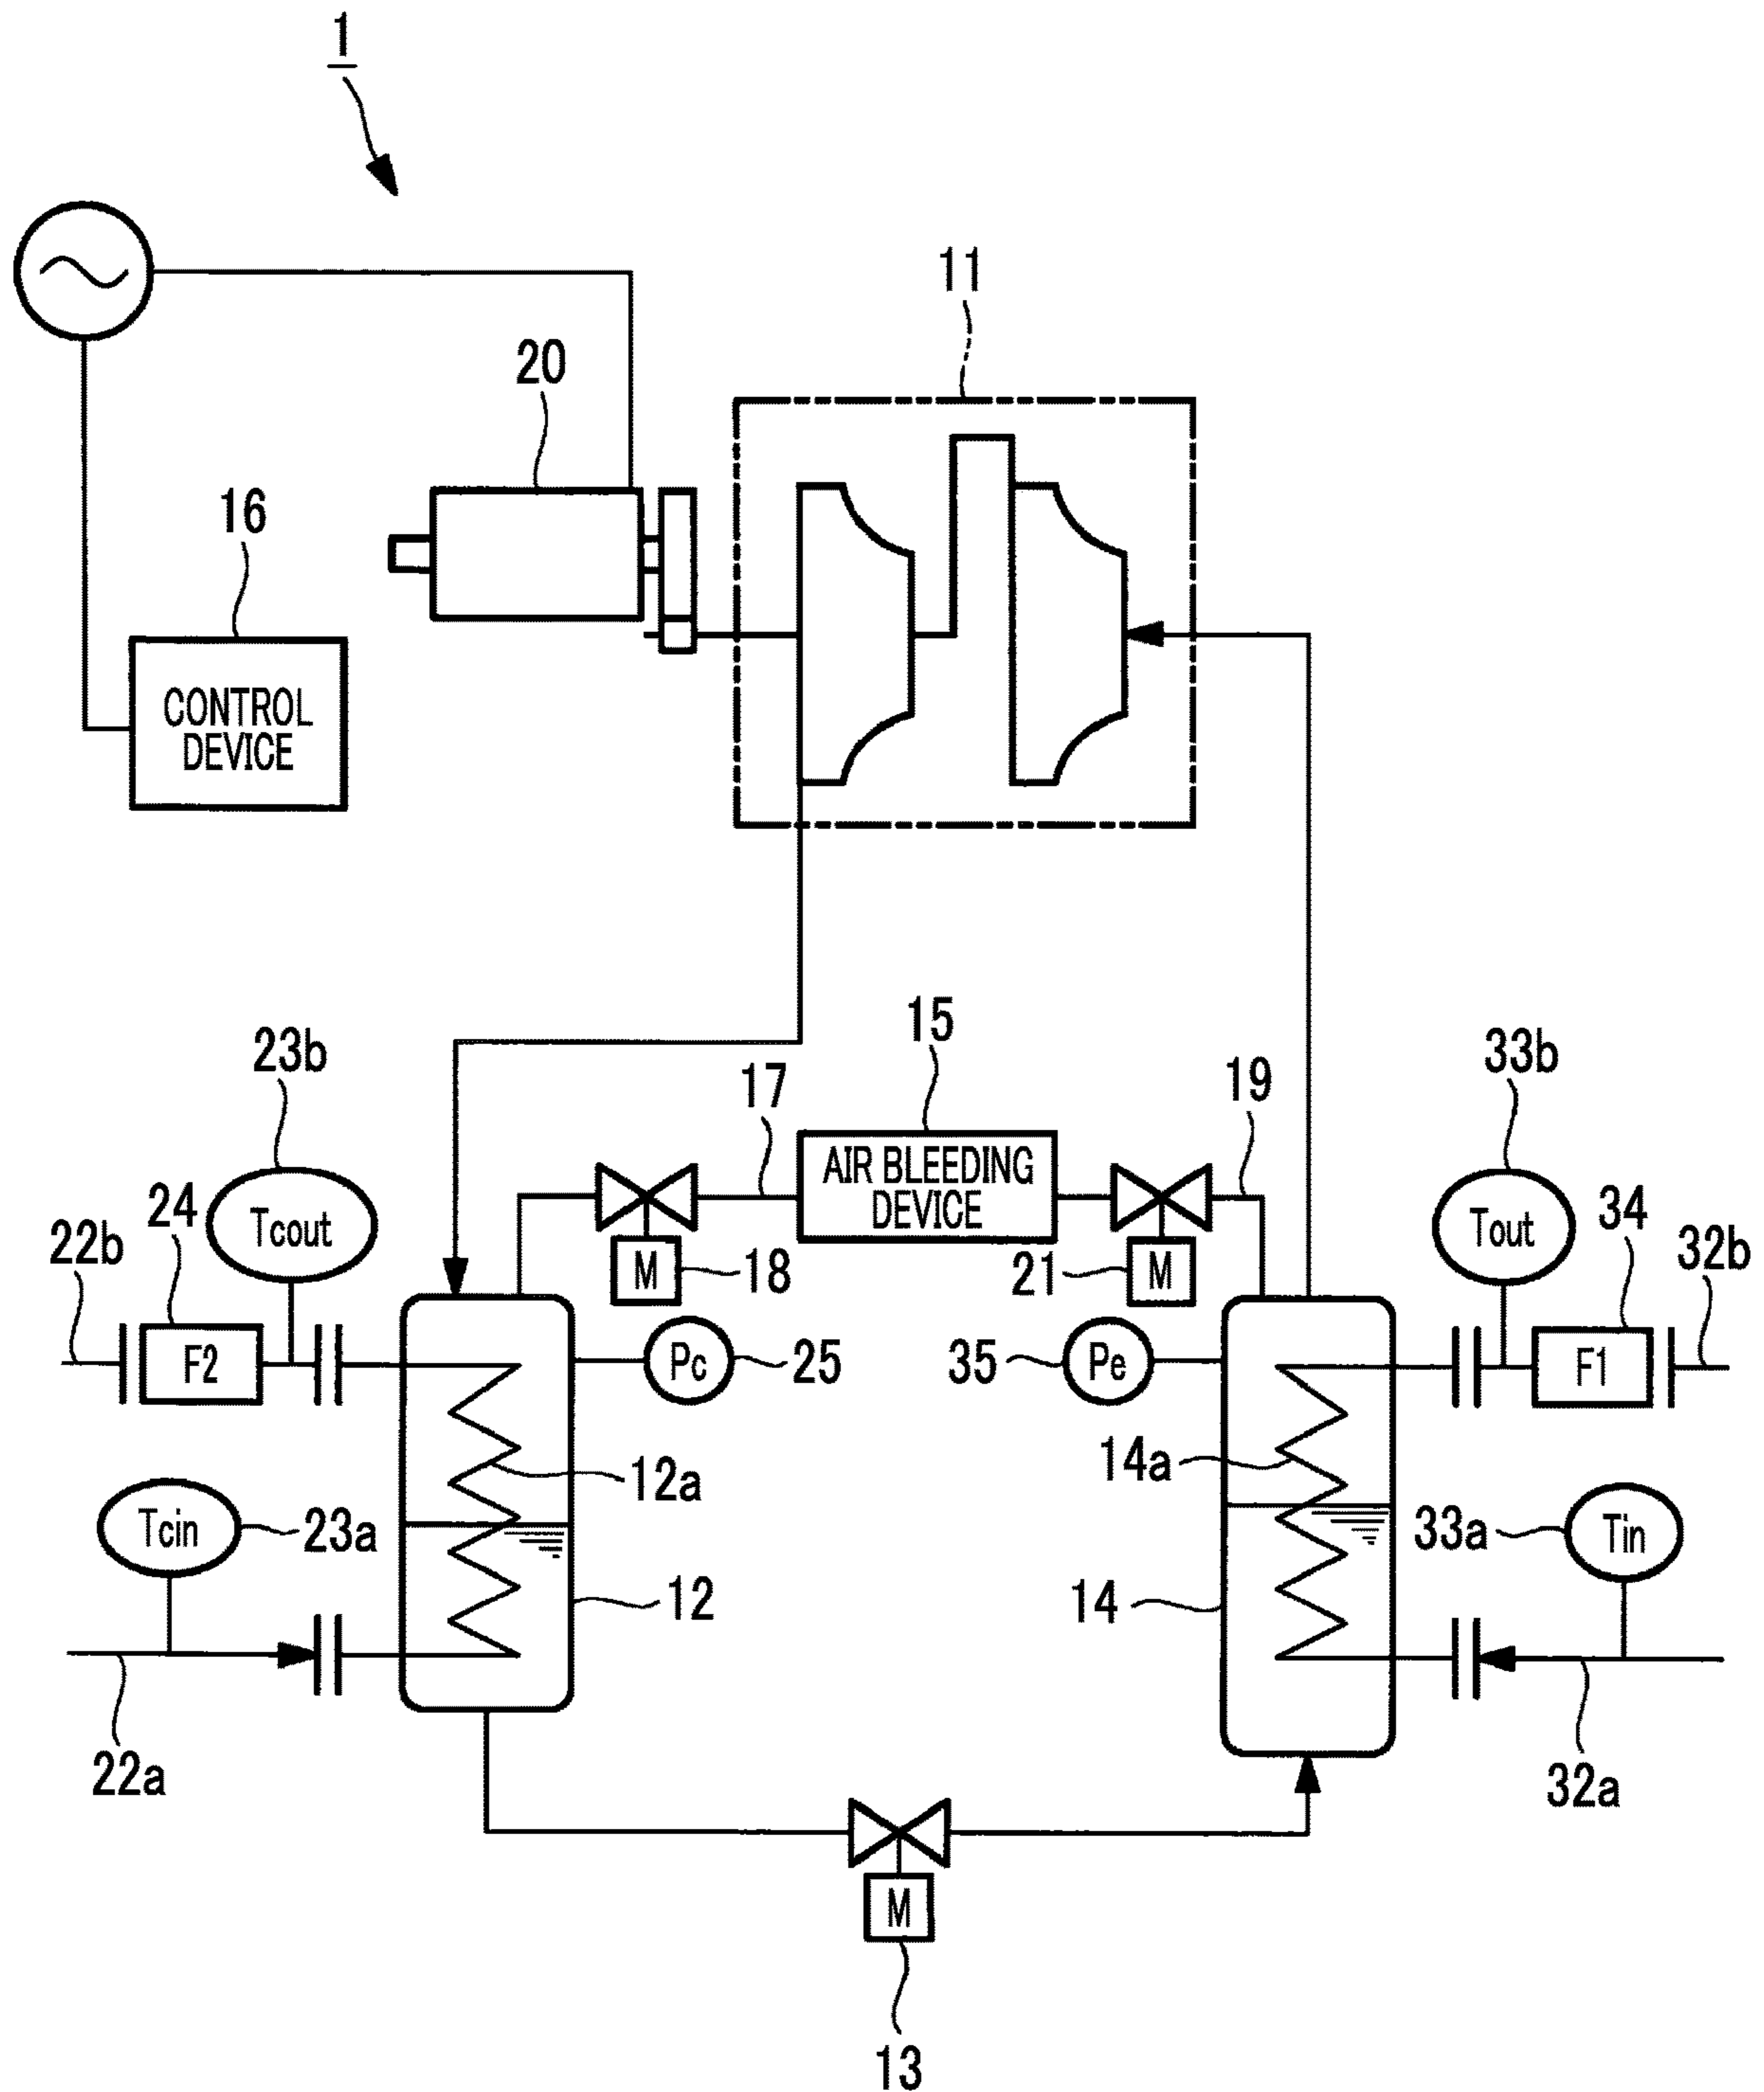 1
11
20
16
CONTROL
DEVICE
15
23b
33b
17
19
AIR BLEEDING
DEVICE
24
Tcout
Tout
34
22b
32b
M
18
21
M
F2
Pc
25
35
Pe
F1
12a
14a
Tcin
23a
33a
Tin
12
14
22a
32a
M
13